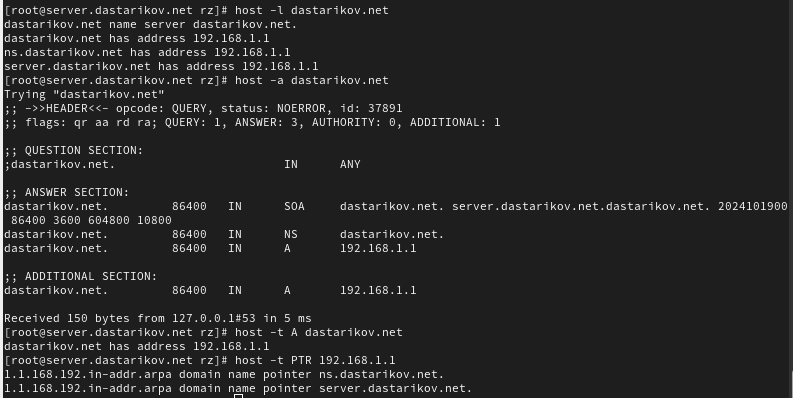 [root@server.dastarikov.net rz]# host -l dastarikov.net
dastarikov.net name server dastarikov.net.
dastarikov.net has address 192.168.1.1
ns.dastarikov.net has address 192.168.1.1
server.dastarikov.net has address 192.168.1.1
[root@server.dastarikov.net rz]# host -a dastarikov.net
Trying "dastarikov.net"
;; ->>HEADER<<- opcode: QUERY, status: NOERROR, id: 37891
;; flags: qr aa rd ra; QUERY: 1, ANSWER: 3, AUTHORITY: 0, ADDITIONAL: 1
;; QUESTION SECTION:
;dastarikov.net. IN ANY
;; ANSWER SECTION:
dastarikov.net. 86400 IN SOA dastarikov.net. server.dastarikov.net.dastarikov.net. 2024101900
86400 3600 604800 10800
dastarikov.net. 86400 IN NS dastarikov.net.
dastarikov.net. 86400 IN A 192.168.1.1
;; ADDITIONAL SECTION:
dastarikov.net. 86400 IN A 192.168.1.1
Received 150 bytes from 127.0.0.1#53 in 5 ms
[root@server.dastarikov.net rz]# host -t A dastarikov.net
dastarikov.net has address 192.168.1.1
[root@server.dastarikov.net rz]# host -t PTR 192.168.1.1
1.1.168.192.in-addr.arpa domain name pointer ns.dastarikov.net.
1.1.168.192.in-addr.arpa domain name pointer server.dastarikov.net.